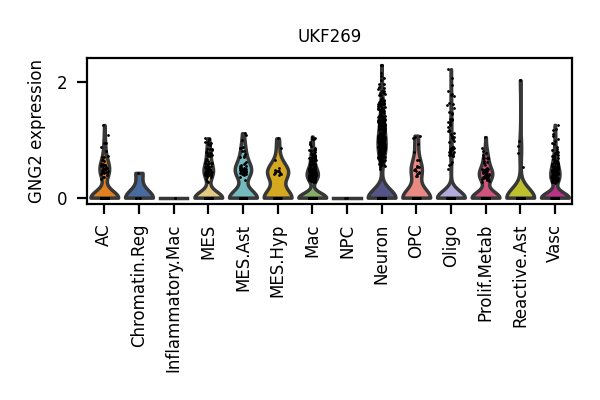 UKF269
GNG2 expression
2
0
AC
Chromatin.Reg
Inflammatory.Mac
MES
MES.Ast
MES.Hyp
Mac
NPC
Neuron
OPC
Oligo
Prolif.Metab
Reactive.Ast
Vasc